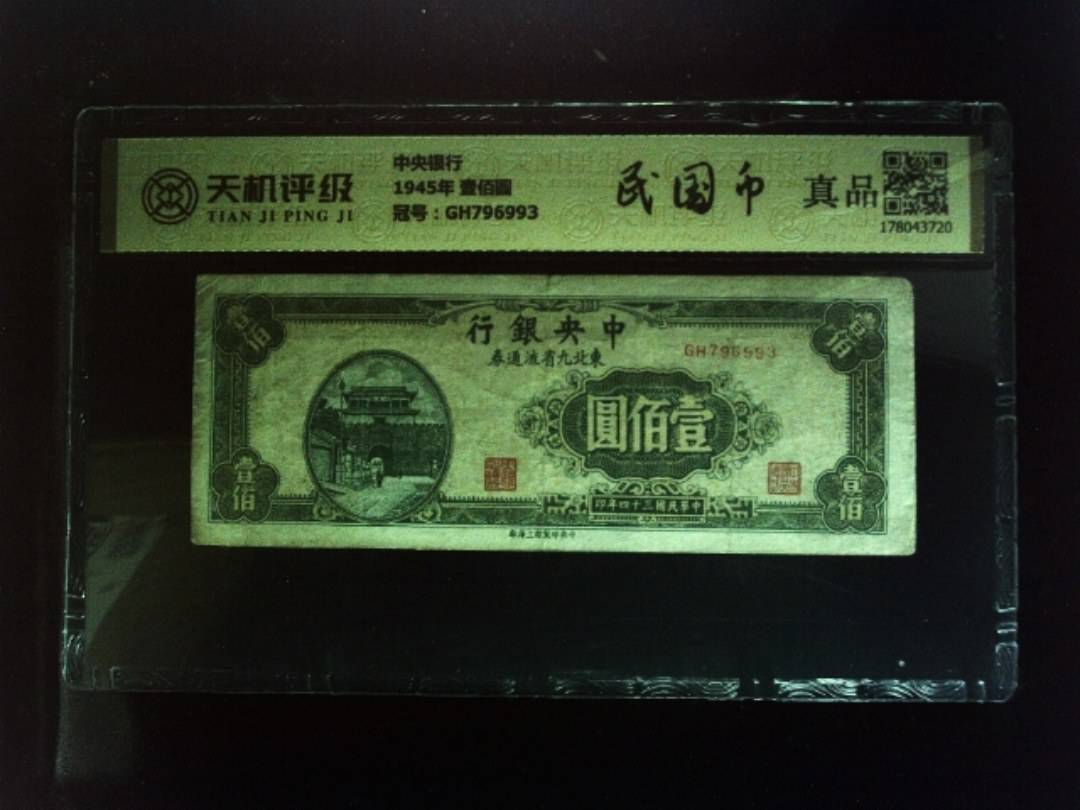 天机评级
TIAN JI PING JI
中央银行
1945年 壹佰圓
冠号：GH796993
民国币
真品
178043720
壹佰
壹佰
行銀央中
券通流省九北東
GH796993
圓佰壹
壹佰
壹佰
印年四十三國民華中